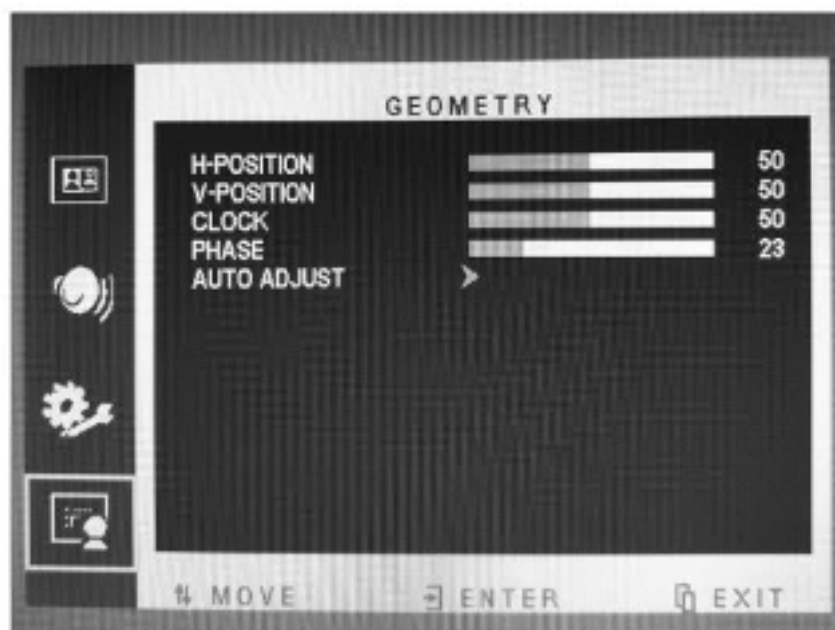 GEOMETRY
H-POSITION 50
V-POSITION 50
CLOCK 50
PHASE 23
AUTO ADJUST
MOVE ENTER EXIT